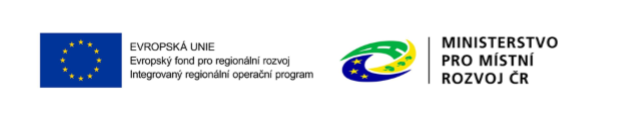 EVROPSKÁ UNIE
Evropský fond pro regionální rozvoj
Integrovaný regionální operační program
MINISTERSTVO
PRO MÍSTNÍ
ROZVOJ ČR